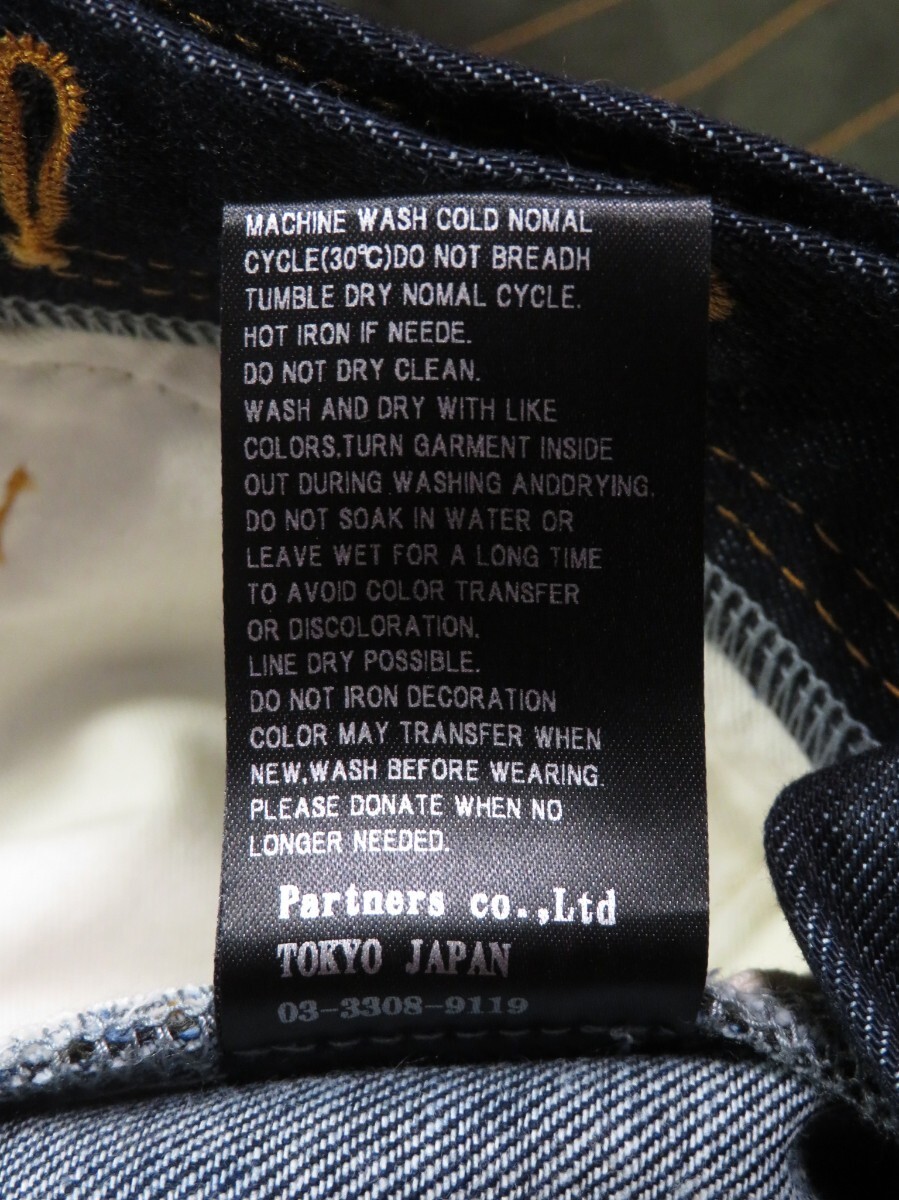 MACHINE WASH COLD NOMAL
CYCLE(30℃)DO NOT BREADH
TUMBLE DRY NOMAL CYCLE.
HOT IRON IF NEEDE.
DO NOT DRY CLEAN.
WASH AND DRY WITH LIKE
COLORS.TURN GARMENT INSIDE
OUT DURING WASHING ANDDRYING.
DO NOT SOAK IN WATER OR
LEAVE WET FOR A LONG TIME
TO AVOID COLOR TRANSFER
OR DISCOLORATION.
LINE DRY POSSIBLE.
DO NOT IRON DECORATION
COLOR MAY TRANSFER WHEN
NEW.WASH BEFORE WEARING.
PLEASE DONATE WHEN NO
LONGER NEEDED.
Partners co.,Ltd
TOKYO JAPAN
03-3308-9119